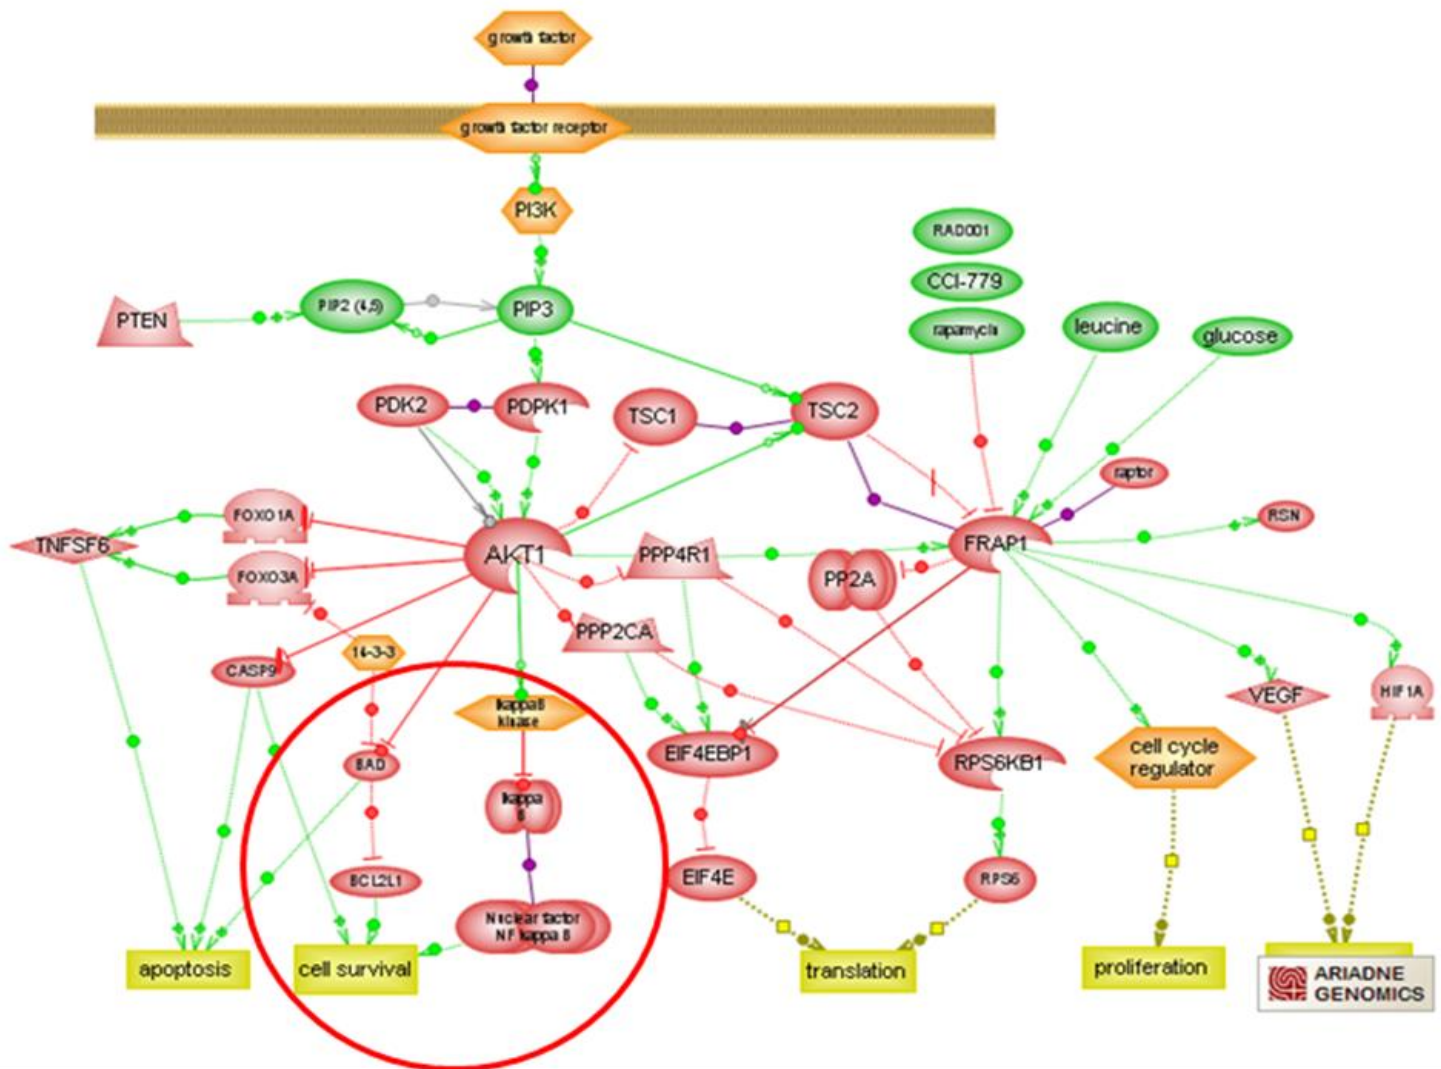 growth factor
growth factor receptor
PI3K
RAD001
CCI-779
PTEN
PIP2 (4,5)
PIP3
rapamycin
leucine
glucose
PDK2
PDPK1
TSC1
TSC2
raptor
FOXO1A
RSN
TNFSF6
AKT1
PPP4R1
FRAP1
FOXO3A
PP2A
PPP2CA
14-3-3
CASP9
VEGF
HIF1A
kappa B
kinase
BAD
EIF4EBP1
RPS6KB1
cell cycle
regulator
kappa
B
BCL2L1
EIF4E
RPS6
Nuclear factor
NF kappa B
apoptosis
cell survival
translation
proliferation
ARIADNE
GENOMICS